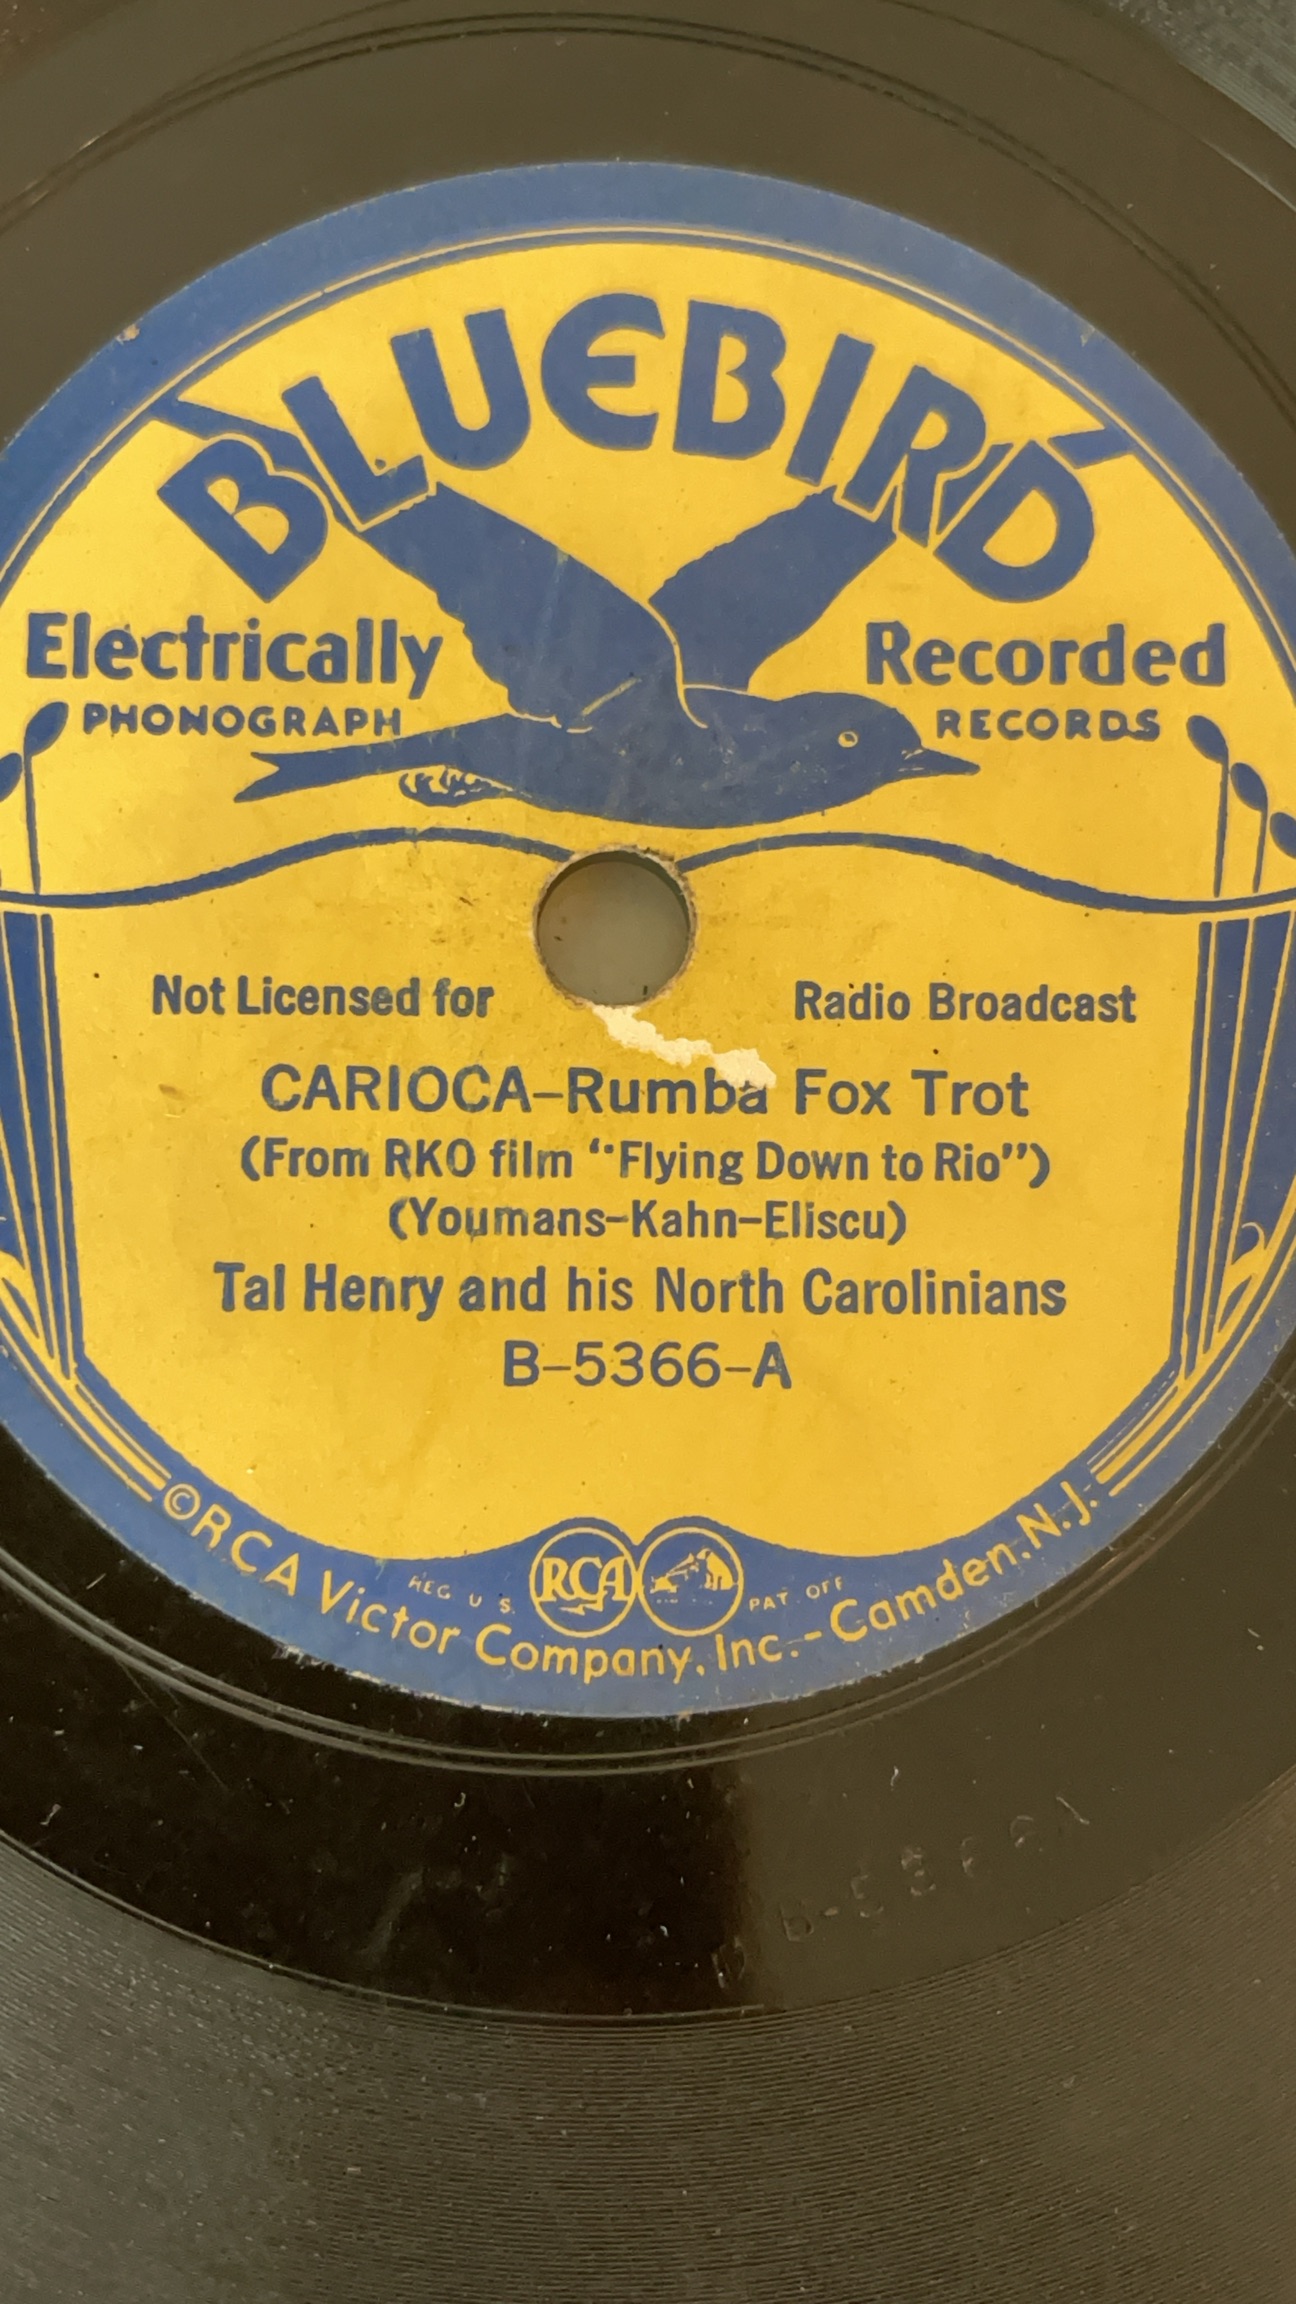 BLUEBIRD
Electrically Recorded
PHONOGRAPH RECORDS
Not Licensed for Radio Broadcast
CARIOCA–Rumba Fox Trot
(From RKO film "Flying Down to Rio")
(Youmans–Kahn–Eliscu)
Tal Henry and his North Carolinians
B–5366–A
RCA
REG U.S. PAT. OFF
©RCA Victor Company, Inc.–Camden. N. J.